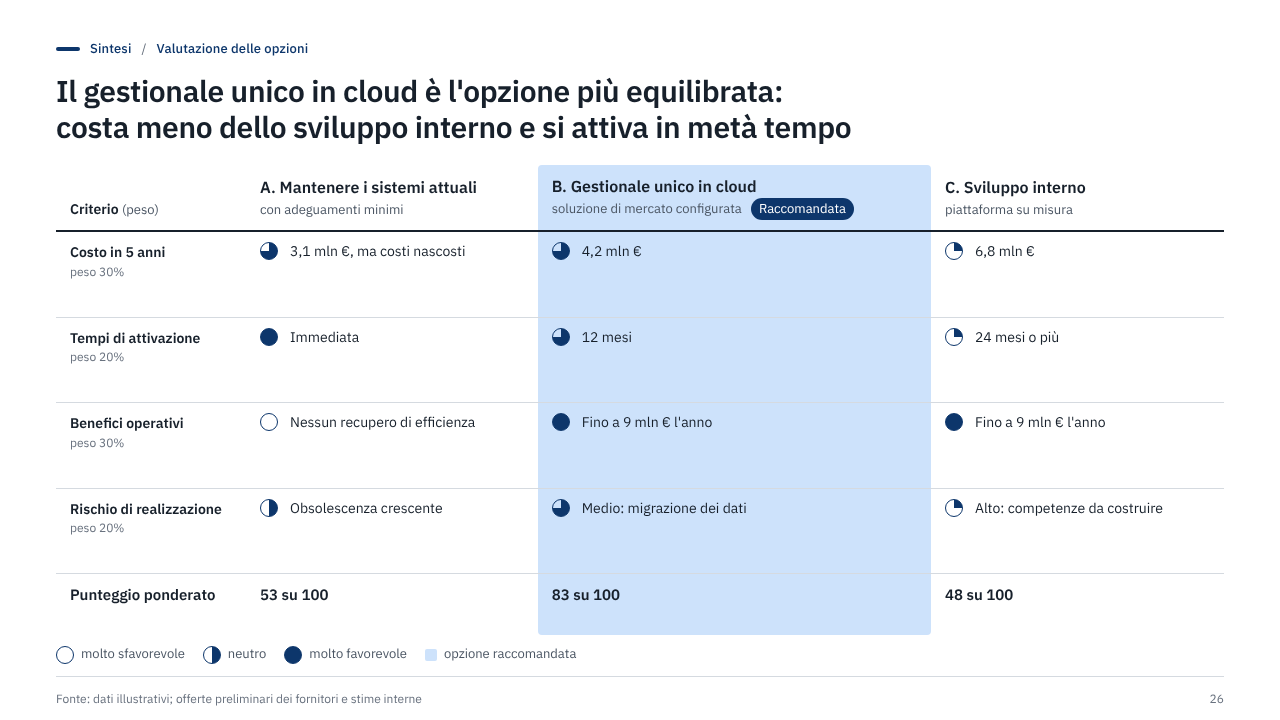 Sintesi / Valutazione delle opzioni
Il gestionale unico in cloud è l'opzione più equilibrata:
costa meno dello sviluppo interno e si attiva in metà tempo
Criterio (peso)
A. Mantenere i sistemi attuali
con adeguamenti minimi
B. Gestionale unico in cloud
soluzione di mercato configurata Raccomandata
C. Sviluppo interno
piattaforma su misura
Costo in 5 anni
peso 30%
3,1 mln €, ma costi nascosti
4,2 mln €
6,8 mln €
Tempi di attivazione
peso 20%
Immediata
12 mesi
24 mesi o più
Benefici operativi
peso 30%
Nessun recupero di efficienza
Fino a 9 mln € l'anno
Fino a 9 mln € l'anno
Rischio di realizzazione
peso 20%
Obsolescenza crescente
Medio: migrazione dei dati
Alto: competenze da costruire
Punteggio ponderato
53 su 100
83 su 100
48 su 100
molto sfavorevole
neutro
molto favorevole
opzione raccomandata
Fonte: dati illustrativi; offerte preliminari dei fornitori e stime interne
26